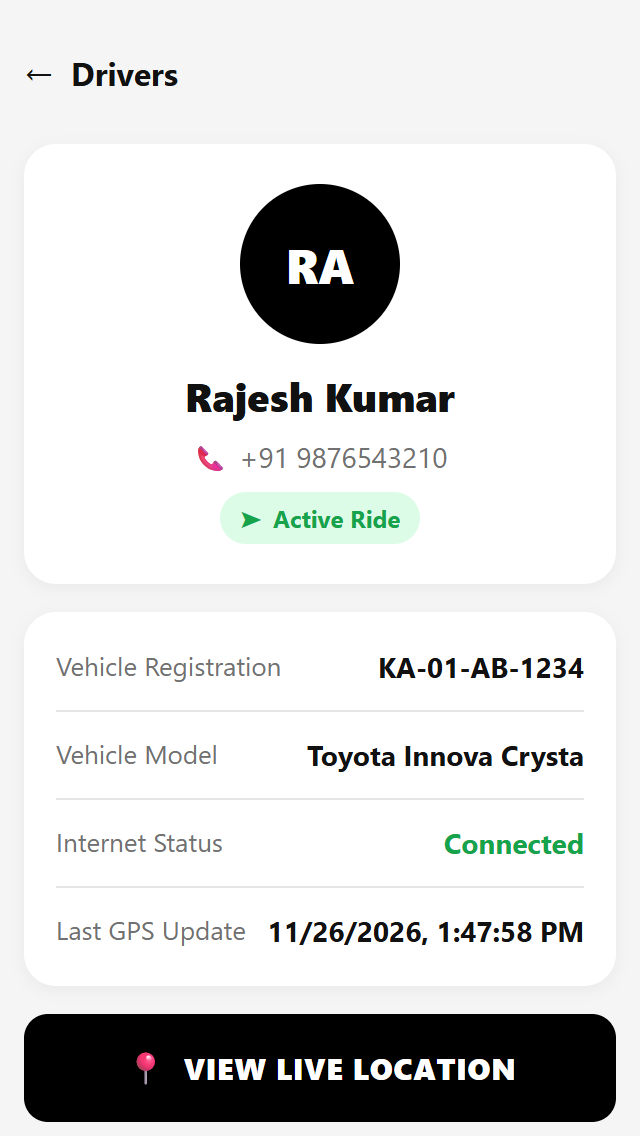 ← Drivers
RA
Rajesh Kumar
📞 +91 9876543210
➤ Active Ride
Vehicle Registration KA-01-AB-1234
Vehicle Model Toyota Innova Crysta
Internet Status Connected
Last GPS Update 11/26/2026, 1:47:58 PM
📍 VIEW LIVE LOCATION